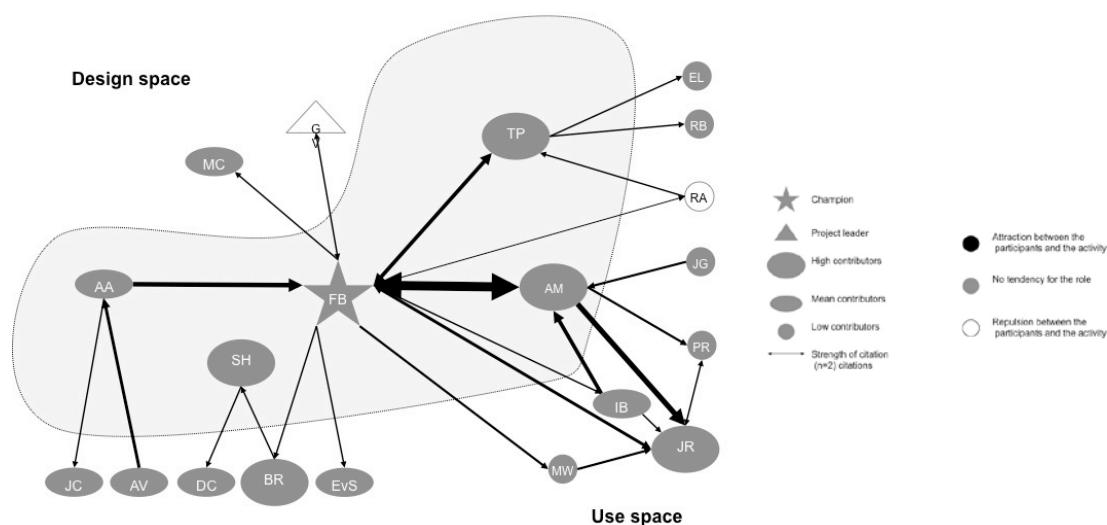 Design space
G
V
MC
TP
EL
RB
RA
AA
FB
AM
JG
PR
SH
IB
JR
MW
JC
AV
DC
BR
EvS
Use space
Champion
Project leader
High contributors
Mean contributors
Low contributors
Strength of citation
(n=2) citations
Attraction between the
participants and the activity
No tendency for the role
Repulsion between the
participants and the activity